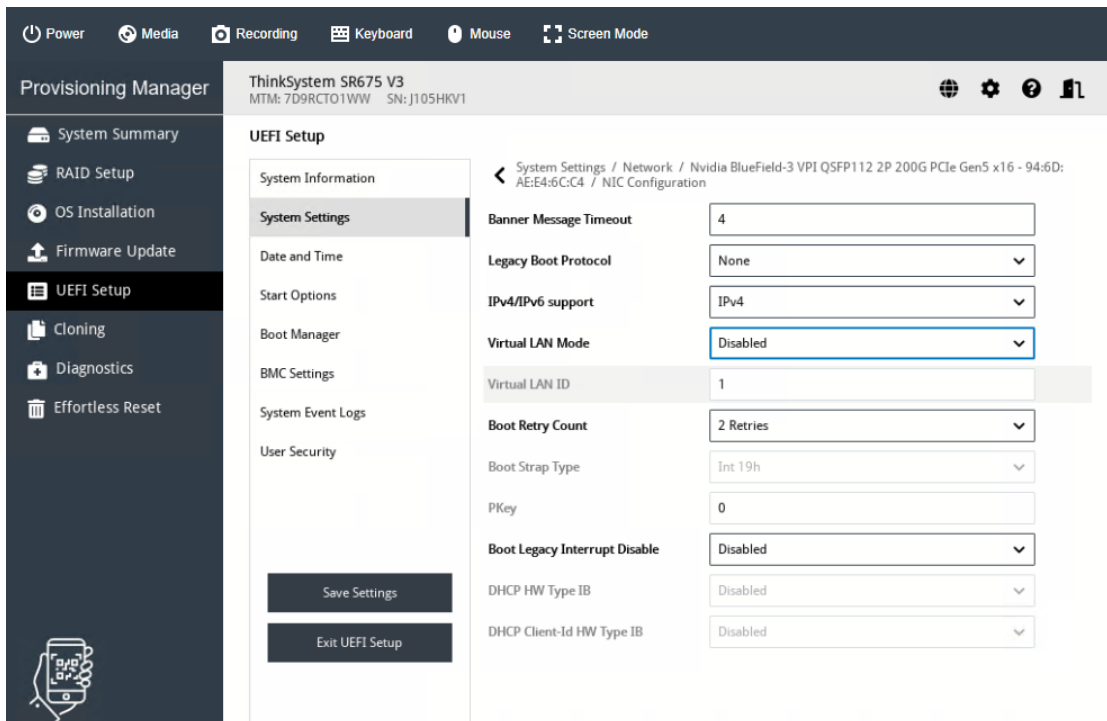 Power Media Recording Keyboard Mouse Screen Mode
Provisioning Manager
System Summary
RAID Setup
OS Installation
Firmware Update
UEFI Setup
Cloning
Diagnostics
Effortless Reset
ThinkSystem SR675 V3
MTM: 7D9RCTO1WW SN: J105HKV1
UEFI Setup
System Information
System Settings
Date and Time
Start Options
Boot Manager
BMC Settings
System Event Logs
User Security
Save Settings
Exit UEFI Setup
System Settings / Network / Nvidia BlueField-3 VPI QSFP112 2P 200G PCIe Gen5 x16 - 94:6D:
AE:E4:6C:C4 / NIC Configuration
Banner Message Timeout 4
Legacy Boot Protocol None
IPv4/IPv6 support IPv4
Virtual LAN Mode Disabled
Virtual LAN ID 1
Boot Retry Count 2 Retries
Boot Strap Type Int 19h
PKey 0
Boot Legacy Interrupt Disable Disabled
DHCP HW Type IB Disabled
DHCP Client-Id HW Type IB Disabled